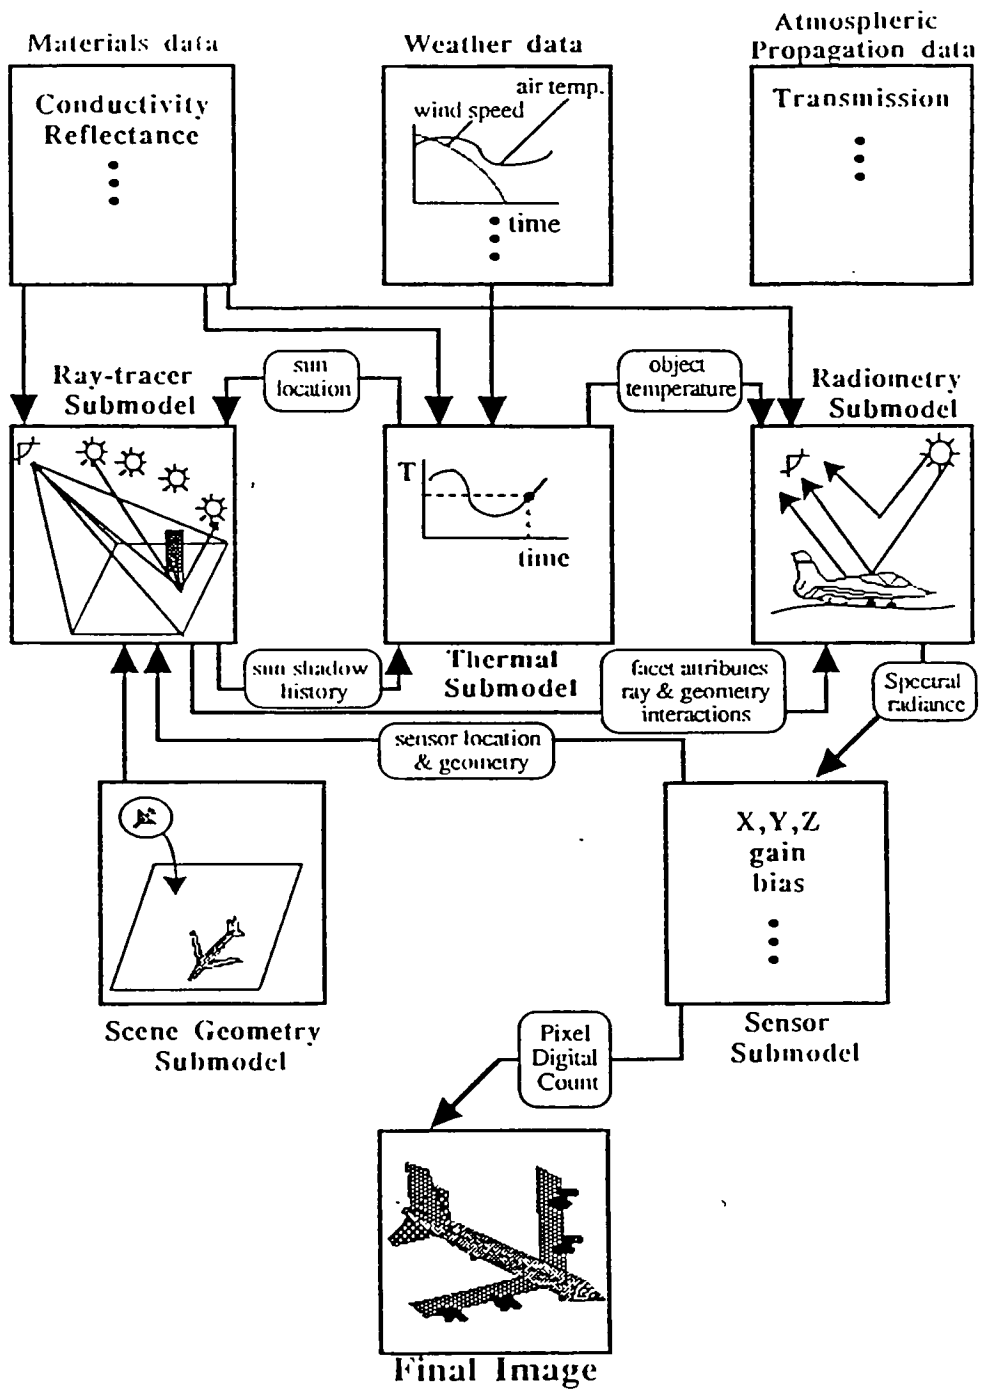 Materials data
Weather data
Atmospheric
Propagation data
Conductivity
Reflectance
air temp.
wind speed
time
Transmission
Ray-tracer
Submodel
sun
location
object
temperature
Radiometry
Submodel
T
time
Thermal
Submodel
sun shadow
history
facet attributes
ray & geometry
interactions
Spectral
radiance
sensor location
& geometry
X,Y,Z
gain
bias
Scene Geometry
Submodel
Sensor
Submodel
Pixel
Digital
Count
Final Image